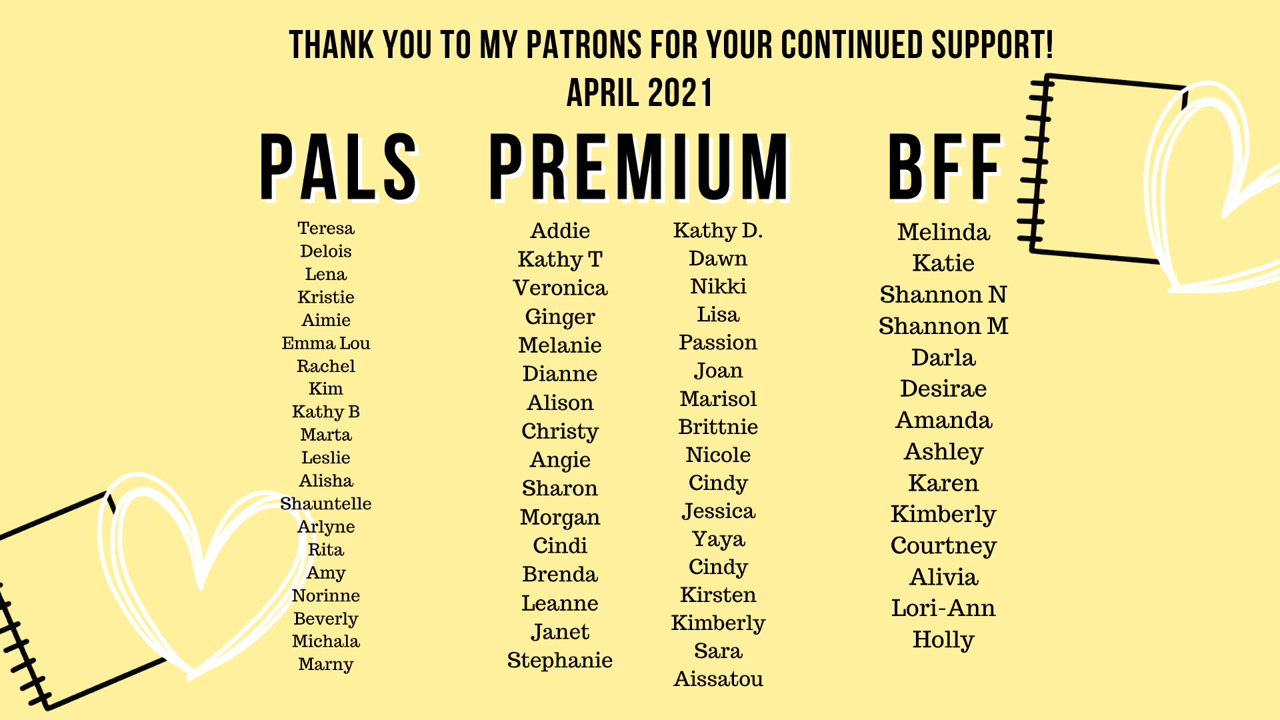 THANK YOU TO MY PATRONS FOR YOUR CONTINUED SUPPORT!
APRIL 2021
PALS
Teresa
Delois
Lena
Kristie
Aimie
Emma Lou
Rachel
Kim
Kathy B
Marta
Leslie
Alisha
Shauntelle
Arlyne
Rita
Amy
Norinne
Beverly
Michala
Marny
PREMIUM
Addie
Kathy T
Veronica
Ginger
Melanie
Dianne
Alison
Christy
Angie
Sharon
Morgan
Cindi
Brenda
Leanne
Janet
Stephanie
Kathy D.
Dawn
Nikki
Lisa
Passion
Joan
Marisol
Brittnie
Nicole
Cindy
Jessica
Yaya
Cindy
Kirsten
Kimberly
Sara
Aissatou
BFF
Melinda
Katie
Shannon N
Shannon M
Darla
Desirae
Amanda
Ashley
Karen
Kimberly
Courtney
Alivia
Lori-Ann
Holly